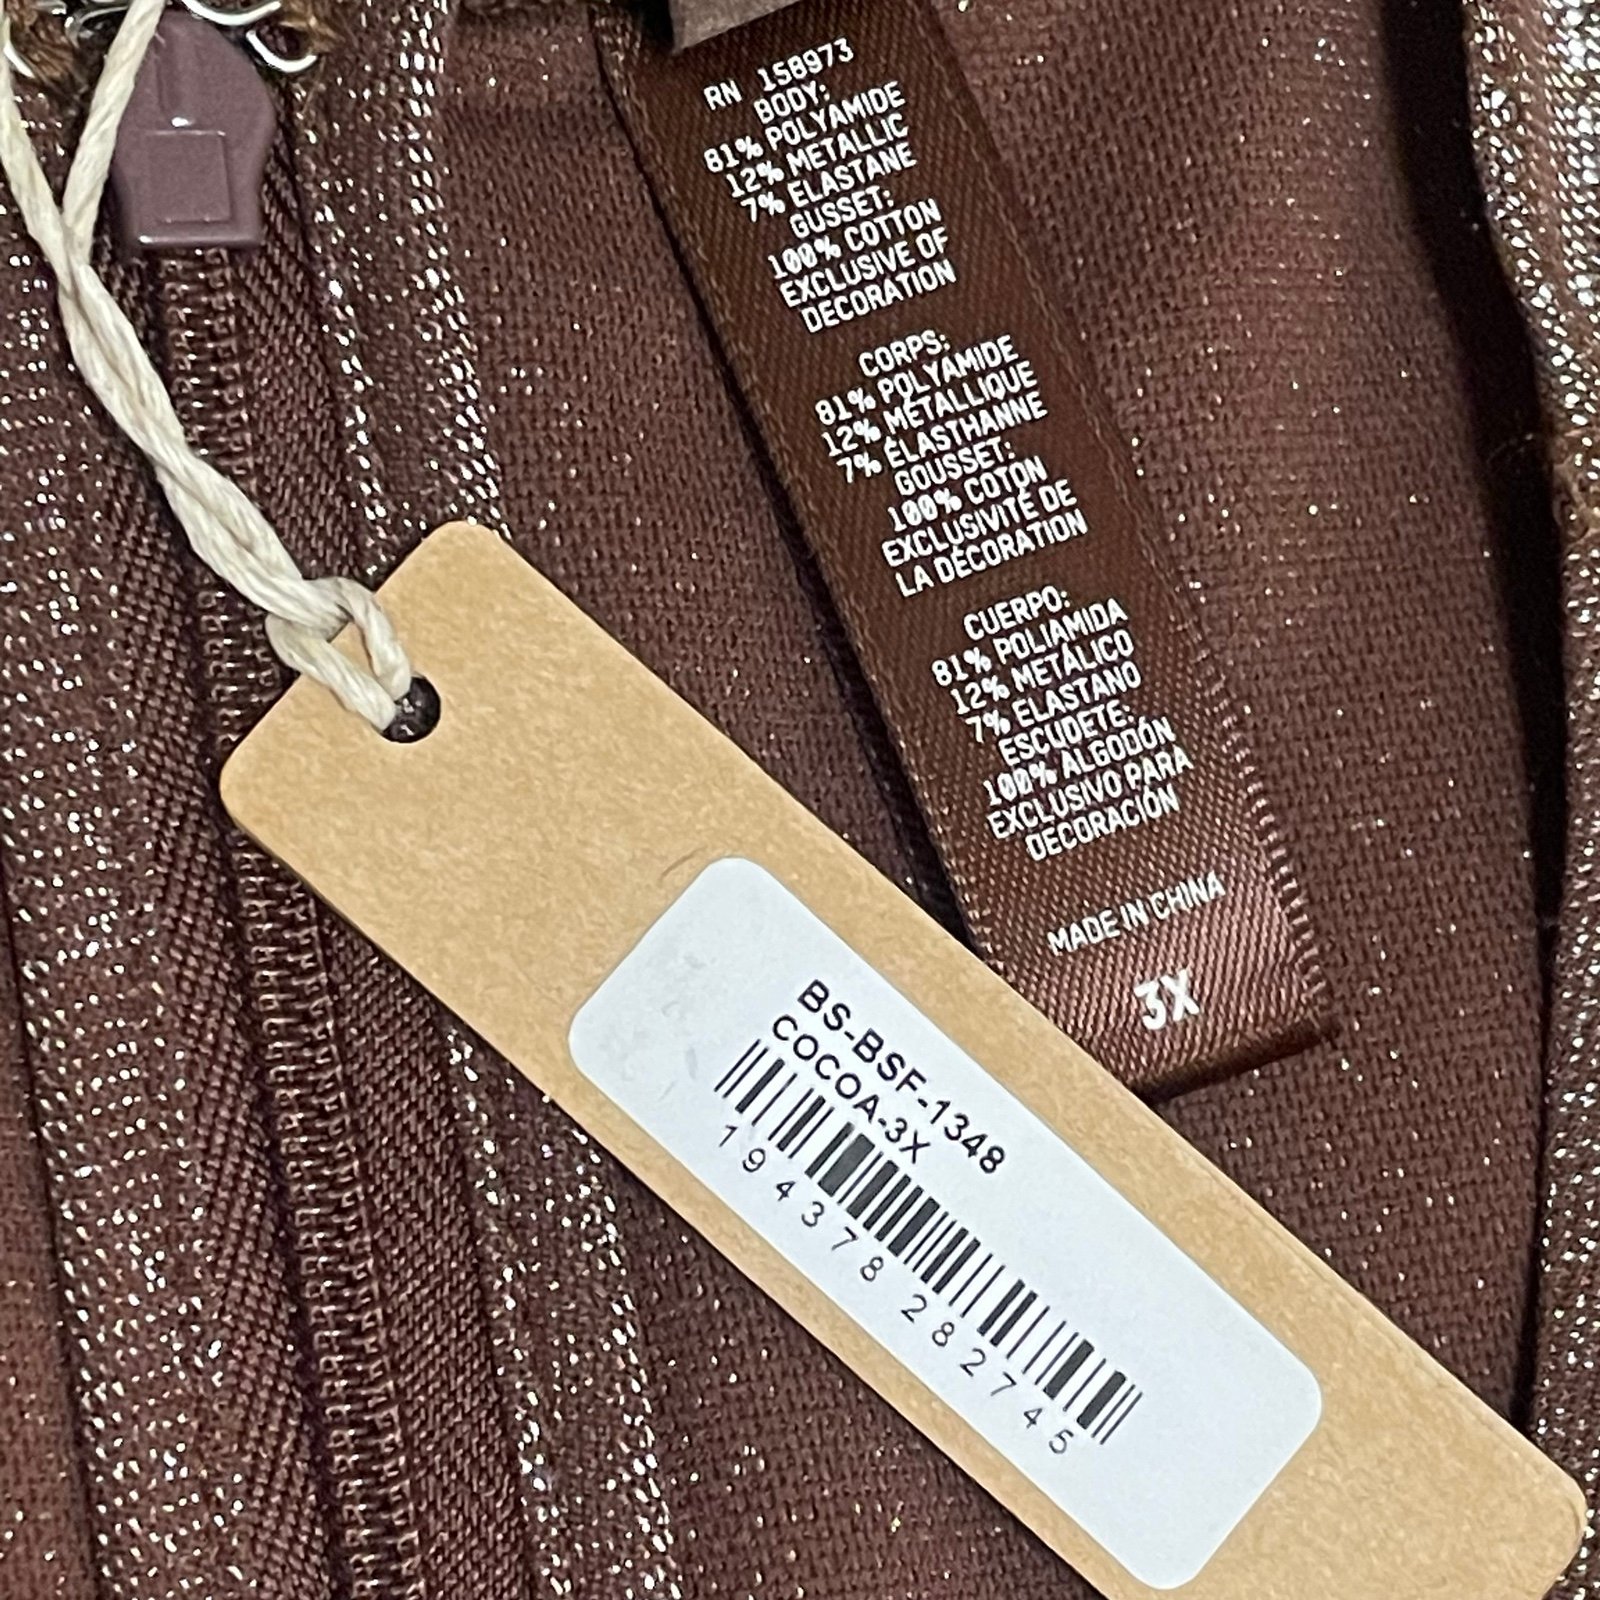 RN 158973
BODY:
81% POLYAMIDE
12% METALLIC
7% ELASTANE
GUSSET:
100% COTTON
EXCLUSIVE OF
DECORATION
CORPS:
81% POLYAMIDE
12% MÉTALLIQUE
7% ÉLASTHANNE
GOUSSET:
100% COTON
EXCLUSIVITÉ DE
LA DÉCORATION
CUERPO:
81% POLIAMIDA
12% METÁLICO
7% ELASTANO
ESCUDETE:
100% ALGODÓN
EXCLUSIVO PARA
DECORACIÓN
MADE IN CHINA
3X
BS-BSF-1348
COCOA-3X
194378282745